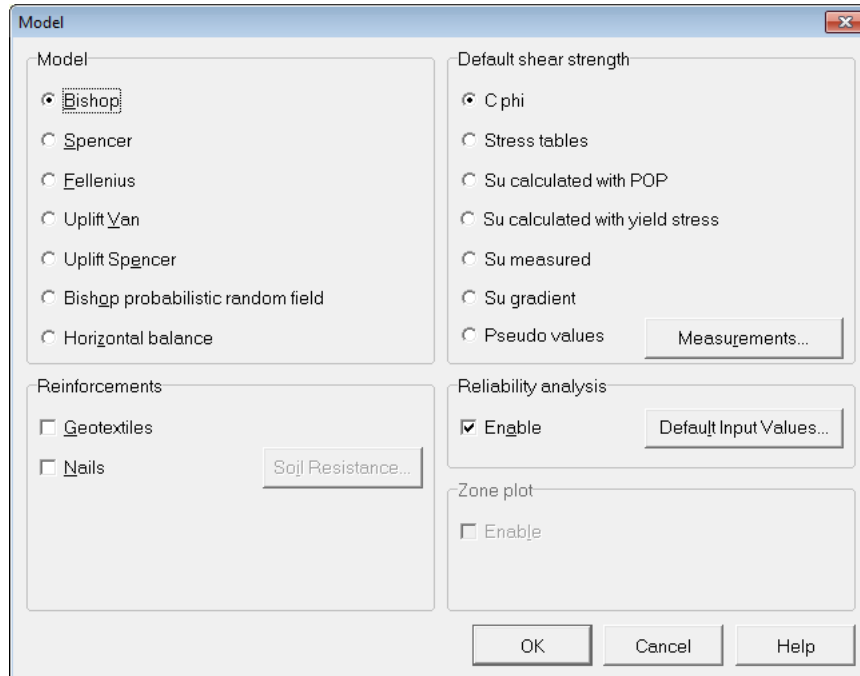 Model
Model
Bishop
Spencer
Fellenius
Uplift Van
Uplift Spencer
Bishop probabilistic random field
Horizontal balance
Default shear strength
C phi
Stress tables
Su calculated with POP
Su calculated with yield stress
Su measured
Su gradient
Pseudo values
Measurements...
Reinforcements
Geotextiles
Nails
Soil Resistance...
Reliability analysis
Enable
Default Input Values...
Zone plot
Enable
OK
Cancel
Help